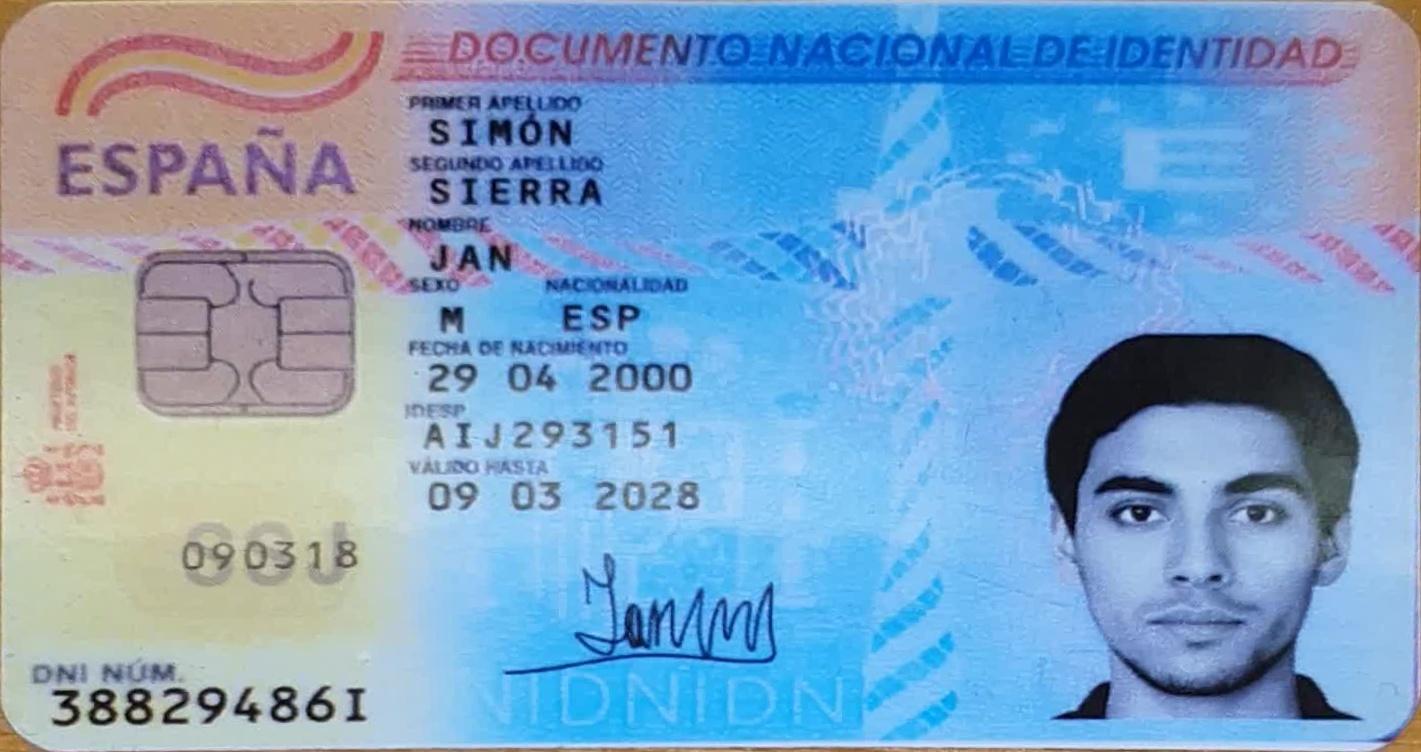 DOCUMENTO NACIONAL DE IDENTIDAD
ESPAÑA
PRIMER APELLIDO
SIMÓN
SEGUNDO APELLIDO
SIERRA
NOMBRE
JAN
SEXO NACIONALIDAD
M ESP
FECHA DE NACIMIENTO
29 04 2000
IDESP
AIJ293151
VÁLIDO HASTA
09 03 2028
090318
DNI NÚM.
38829486I
NIDNIDN